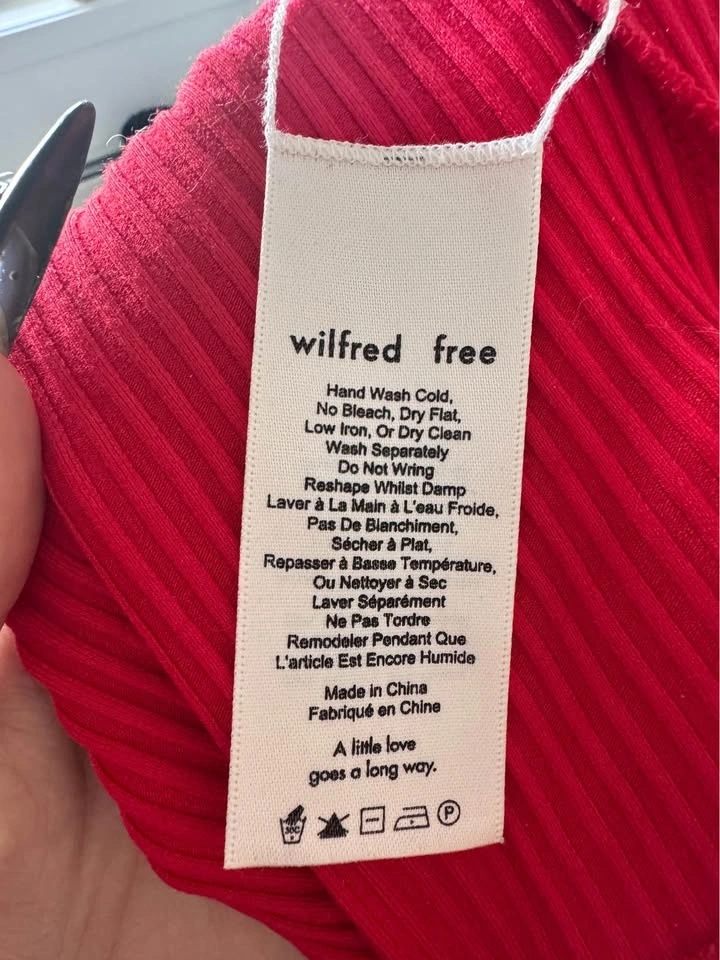 wilfred free
Hand Wash Cold,
No Bleach, Dry Flat,
Low Iron, Or Dry Clean
Wash Separately
Do Not Wring
Reshape Whilst Damp
Laver à La Main à L'eau Froide,
Pas De Blanchiment,
Sécher à Plat,
Repasser à Basse Température,
Ou Nettoyer à Sec
Laver Séparément
Ne Pas Tordre
Remodeler Pendant Que
L'article Est Encore Humide
Made in China
Fabriqué en Chine
A little love
goes a long way.
30C P